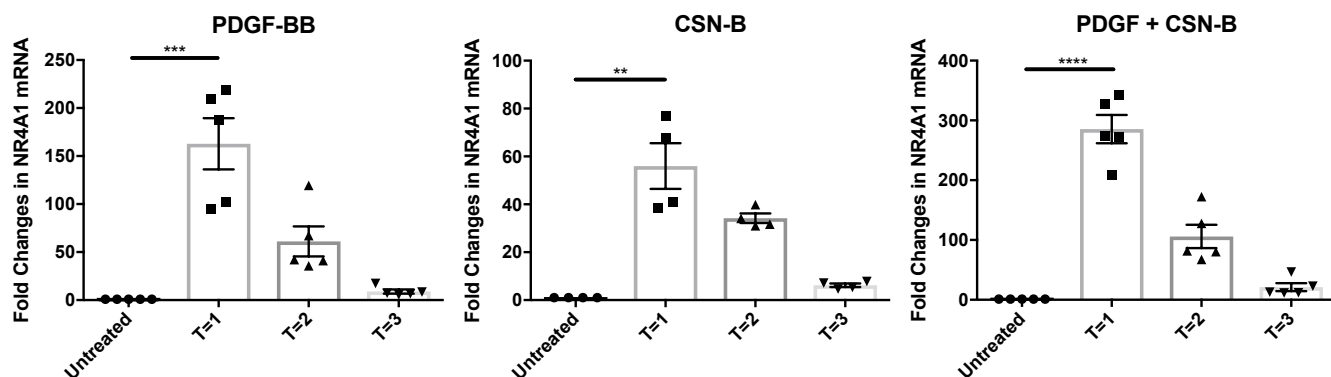 PDGF-BB
Fold Changes in NR4A1 mRNA
250
200
150
100
50
0
***
Untreated
T=1
T=2
T=3
CSN-B
Fold Changes in NR4A1 mRNA
100
80
60
40
20
0
**
Untreated
T=1
T=2
T=3
PDGF + CSN-B
Fold Changes in NR4A1 mRNA
400
300
200
100
0
****
Untreated
T=1
T=2
T=3